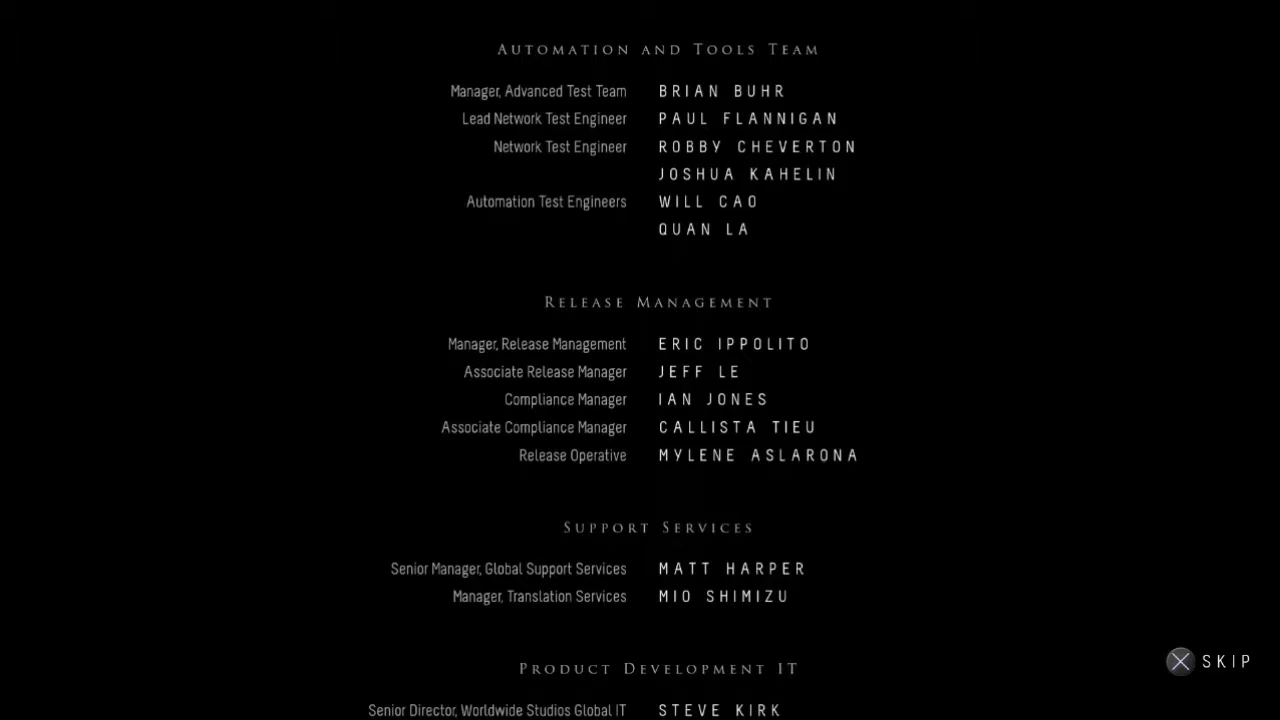 AUTOMATION AND TOOLS TEAM
Manager, Advanced Test Team BRIAN BUHR
Lead Network Test Engineer PAUL FLANNIGAN
Network Test Engineer ROBBY CHEVERTON
JOSHUA KAHELIN
Automation Test Engineers WILL CAO
QUAN LA
RELEASE MANAGEMENT
Manager, Release Management ERIC IPPOLITO
Associate Release Manager JEFF LE
Compliance Manager IAN JONES
Associate Compliance Manager CALLISTA TIEU
Release Operative MYLENE ASLARONA
SUPPORT SERVICES
Senior Manager, Global Support Services MATT HARPER
Manager, Translation Services MIO SHIMIZU
SKIP
PRODUCT DEVELOPMENT IT
Senior Director, Worldwide Studios Global IT STEVE KIRK